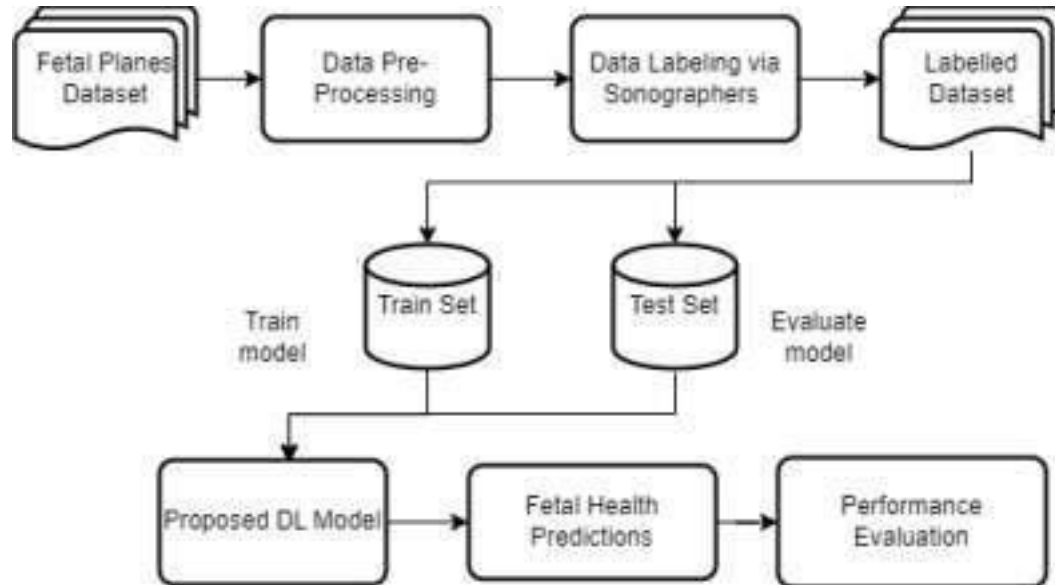 Fetal Planes
Dataset
Data Pre-
Processing
Data Labeling via
Sonographers
Labelled
Dataset
Train
model
Train Set
Test Set
Evaluate
model
Proposed DL Model
Fetal Health
Predictions
Performance
Evaluation